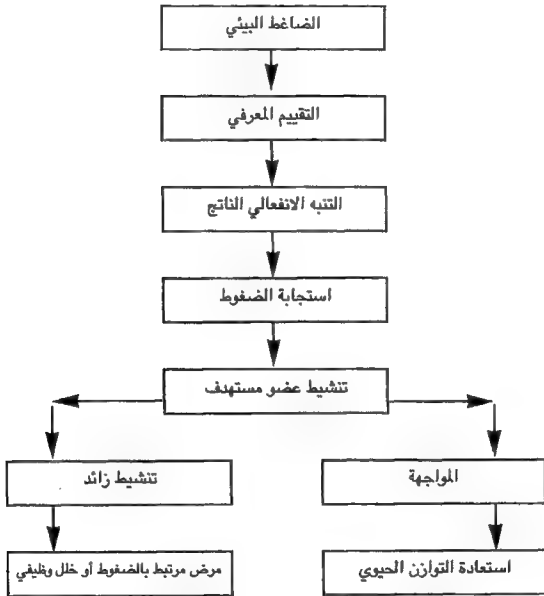 الضاغط البيئي
التقييم المعرفي
التنبه الانفعالي الناتج
استجابة الضغوط
تنشيط عضو مستهدف
المواجهة
تنشيط زائد
استعادة التوازن الحيوي
مرض مرتبط بالضغوط أو خلل وظيفي